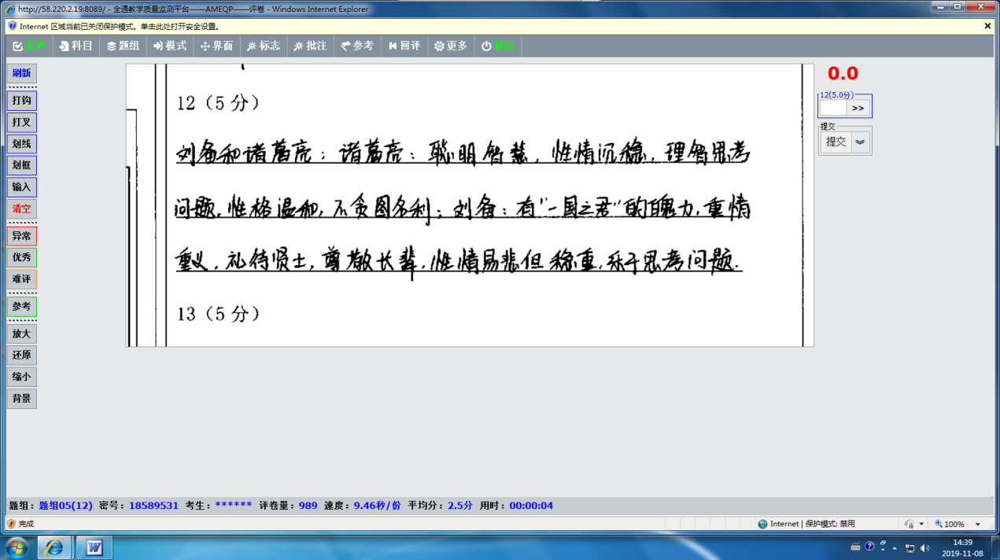 http://58.220.2.19:8089/ - 全通教学质量监测平台——AMEQP——评卷 - Windows Internet Explorer
Internet 区域当前已关闭保护模式。单击此处打开安全设置。
正评 科目 题组 模式 界面 标志 批注 参考 回评 更多 退出
刷新
打钩
打叉
划线
划框
输入
清空
异常
优秀
难评
参考
放大
还原
缩小
背景
12（5 分）
刘备和诸葛亮；诸葛亮：聪明智慧，性情沉稳，理智思考
问题，性格温和，不贪图名利；刘备：有“一国之君”的魄力，重情
重义，礼待贤士，尊敬长辈，性情易悲但稳重，乐于思考问题.
13（5 分）
0.0
12(5.0分)
>>
提交
提交
题组：题组05(12) 密号：18589531 考生：****** 评卷量：989 速度：9.46秒/份 平均分：2.5分 用时：00:00:04
完成
Internet | 保护模式: 禁用
100%
14:39
2019-11-08